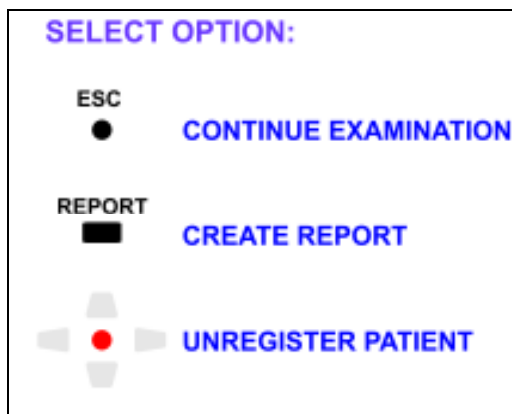 SELECT OPTION:
ESC
CONTINUE EXAMINATION
REPORT
CREATE REPORT
UNREGISTER PATIENT